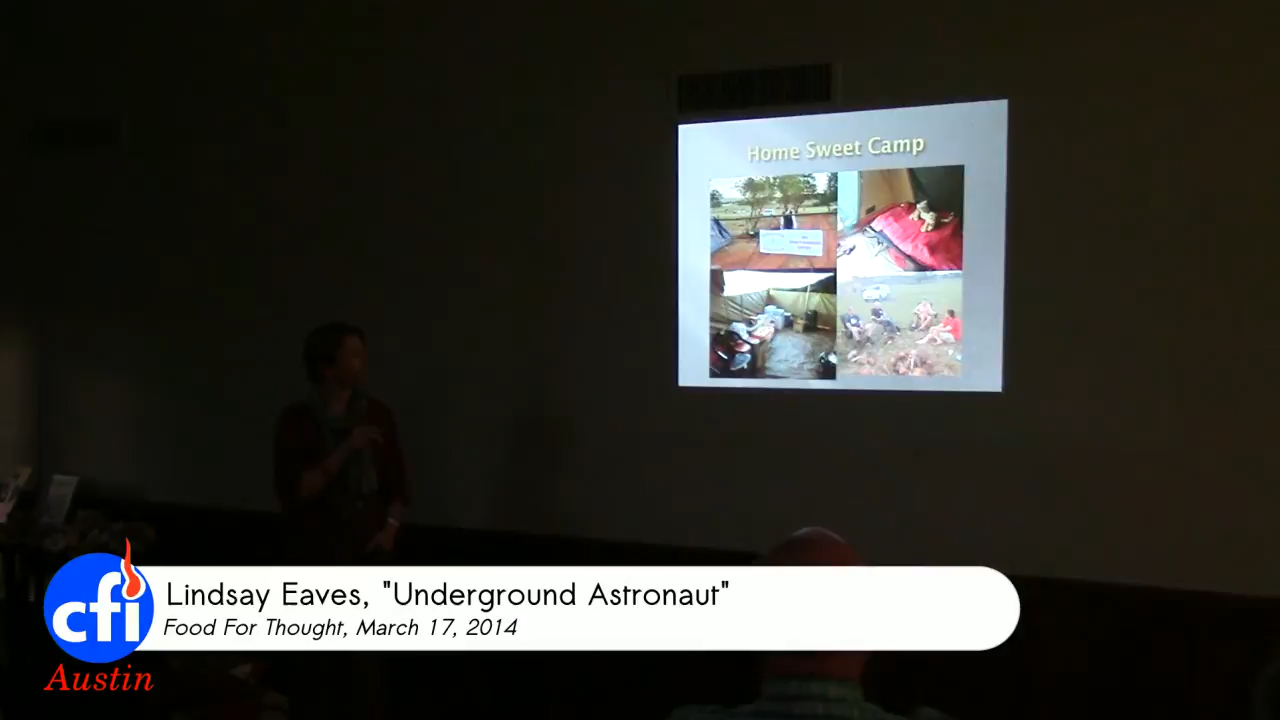 Home Sweet Camp
Lindsay Eaves, "Underground Astronaut"
Food For Thought, March 17, 2014
cfi
Austin